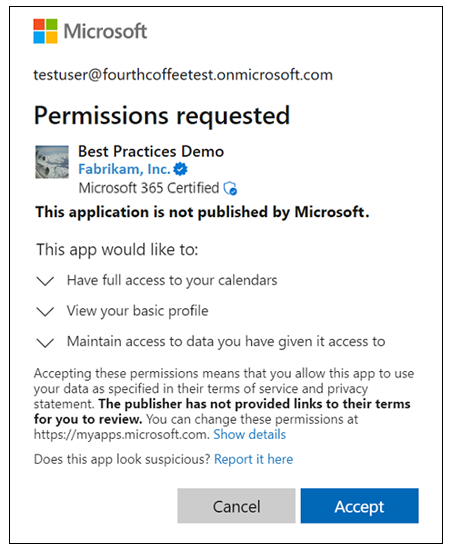 Microsoft
testuser@fourthcoffeetest.onmicrosoft.com
Permissions requested
Best Practices Demo
Fabrikam, Inc.
Microsoft 365 Certified
This application is not published by Microsoft.
This app would like to:
Have full access to your calendars
View your basic profile
Maintain access to data you have given it access to
Accepting these permissions means that you allow this app to use
your data as specified in their terms of service and privacy
statement. The publisher has not provided links to their terms
for you to review. You can change these permissions at
https://myapps.microsoft.com. Show details
Does this app look suspicious? Report it here
Cancel
Accept